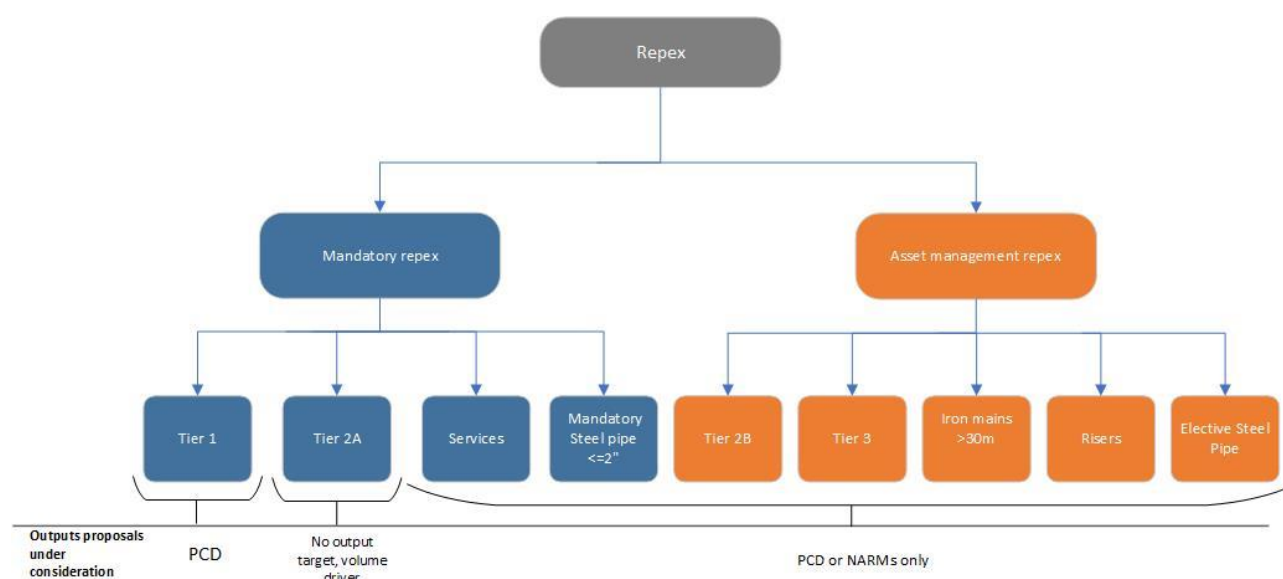 Repex
Mandatory repex
Asset management repex
Tier 1
Tier 2A
Services
Mandatory
Steel pipe
<=2"
Tier 2B
Tier 3
Iron mains
>30m
Risers
Elective Steel
Pipe
Outputs proposals
under
consideration
PCD
No output
target, volume
driver
PCD or NARMs only